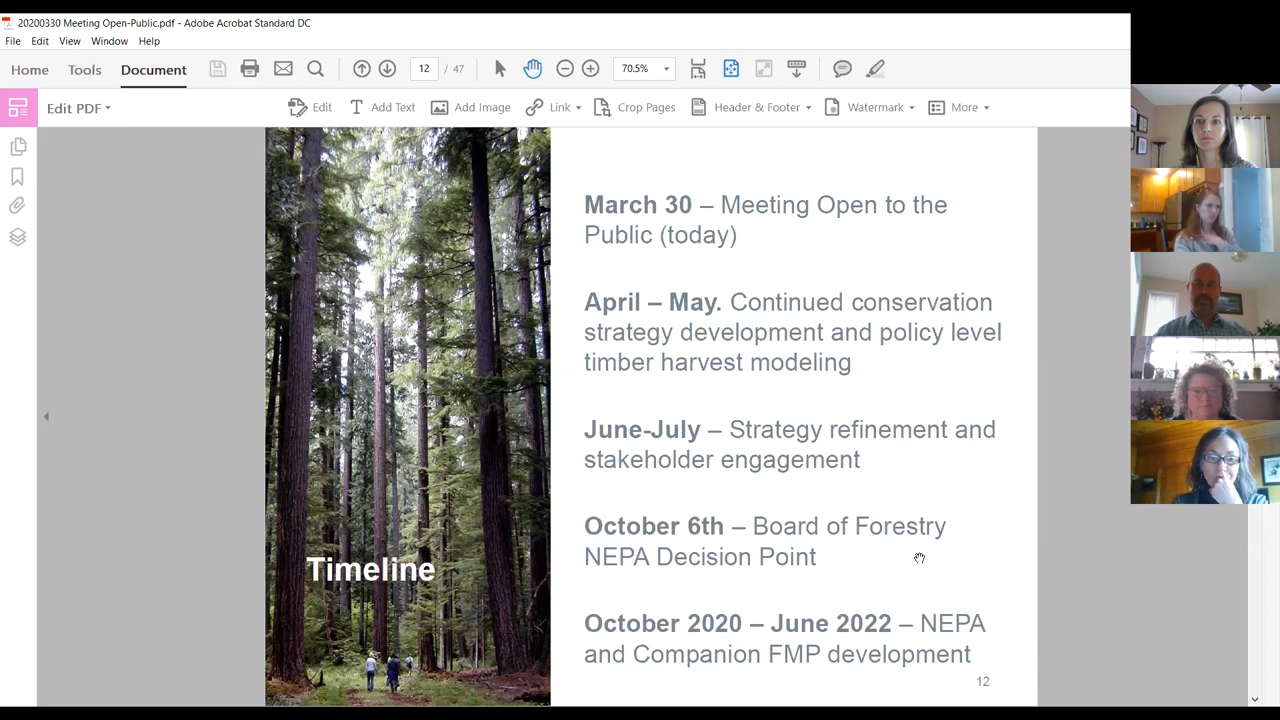 20200330 Meeting Open-Public.pdf - Adobe Acrobat Standard DC
File Edit View Window Help
Home Tools Document 12 / 47 70.5%
Edit PDF Edit Add Text Add Image Link Crop Pages Header & Footer Watermark More
March 30 – Meeting Open to the
Public (today)
April – May. Continued conservation
strategy development and policy level
timber harvest modeling
June-July – Strategy refinement and
stakeholder engagement
October 6th – Board of Forestry
NEPA Decision Point
Timeline
October 2020 – June 2022 – NEPA
and Companion FMP development
12